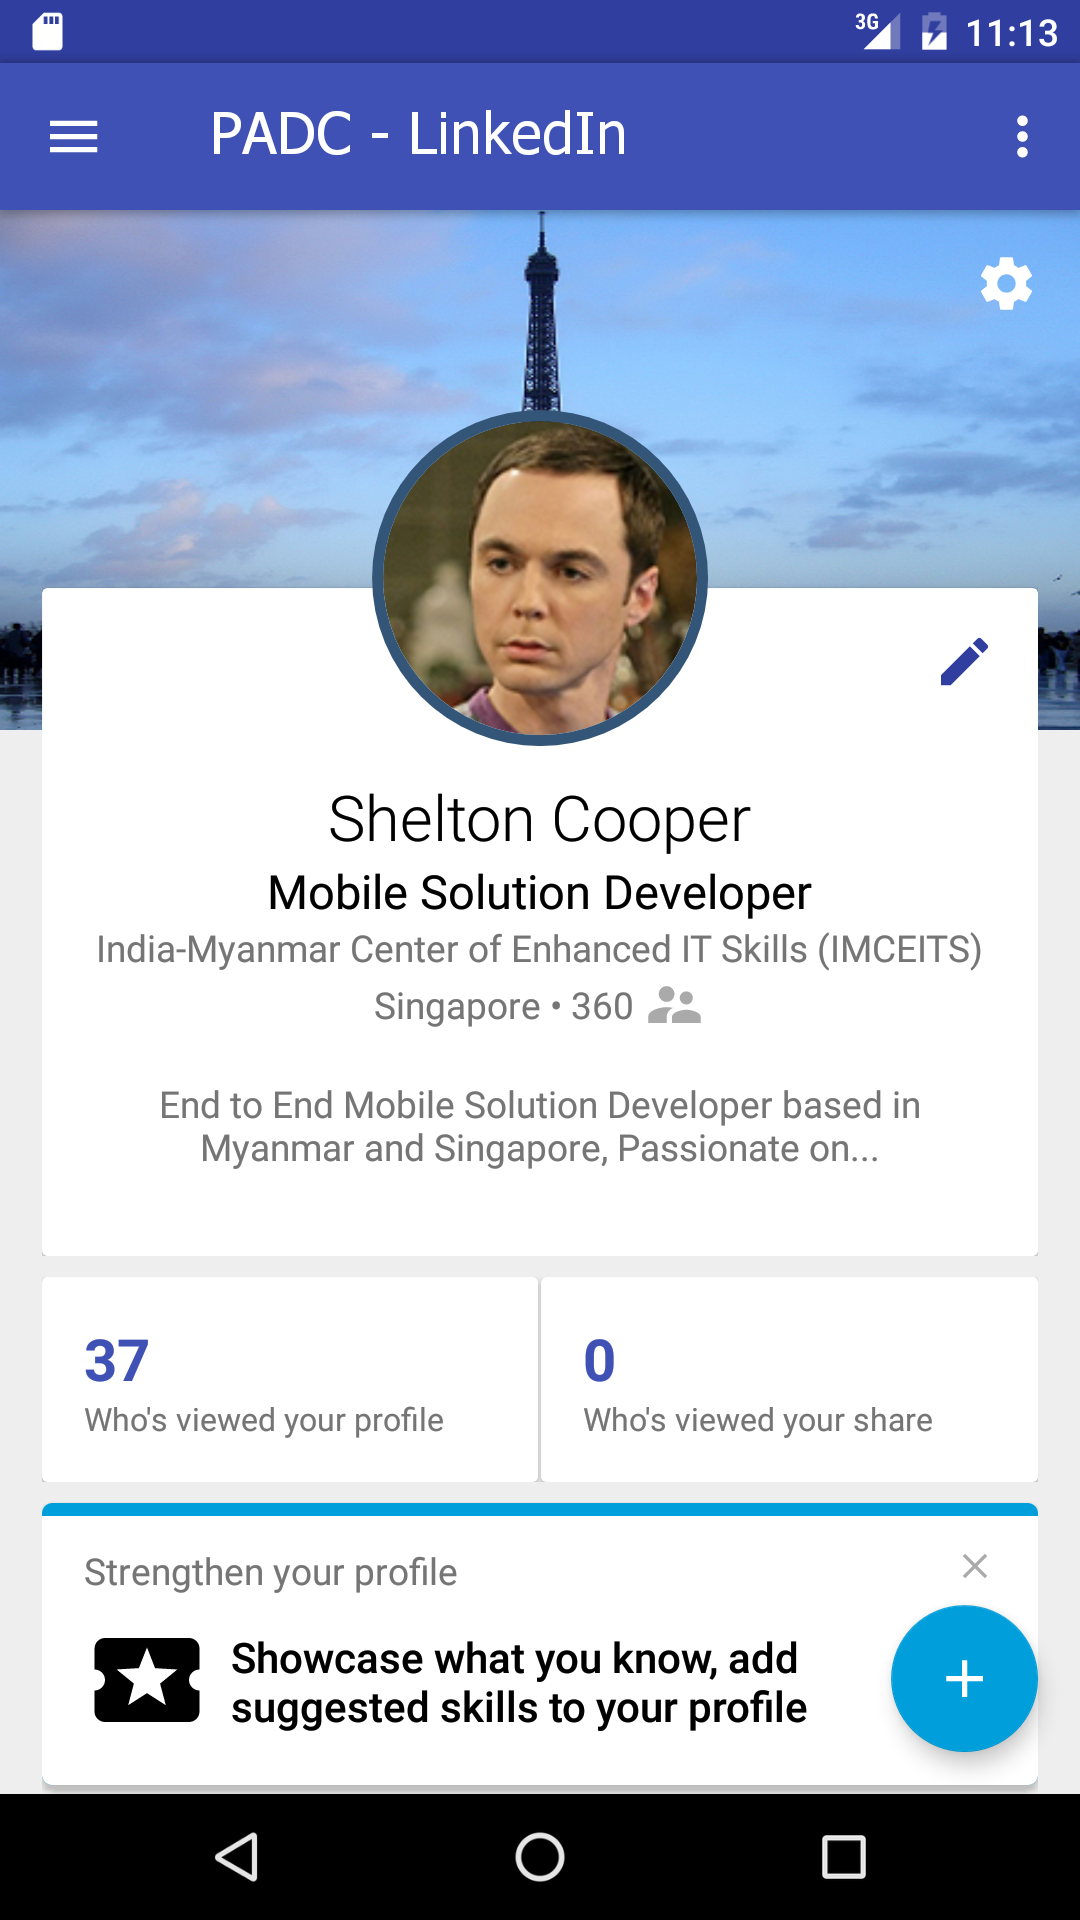 3G 11:13
PADC - LinkedIn
Shelton Cooper
Mobile Solution Developer
India-Myanmar Center of Enhanced IT Skills (IMCEITS)
Singapore • 360
End to End Mobile Solution Developer based in
Myanmar and Singapore, Passionate on...
37
Who's viewed your profile
0
Who's viewed your share
Strengthen your profile
Showcase what you know, add
suggested skills to your profile